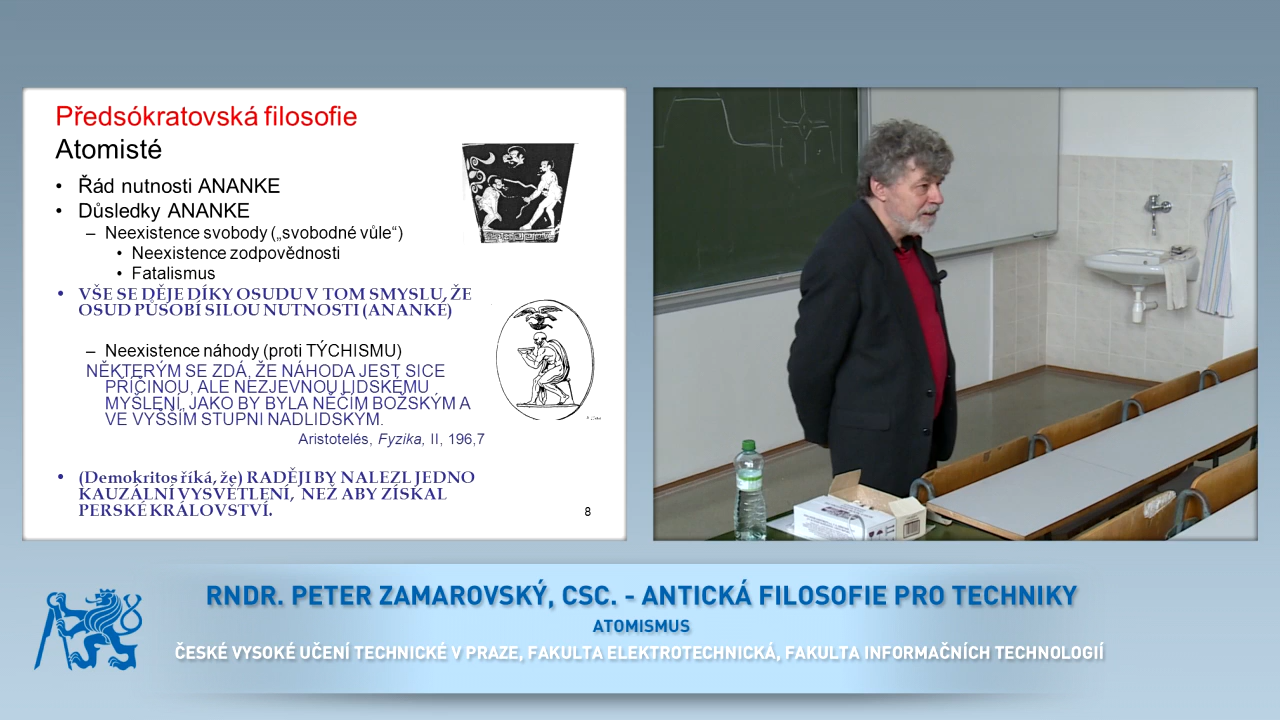 Předsókratovská filosofie
Atomisté
• Řád nutnosti ANANKE
• Důsledky ANANKE
– Neexistence svobody („svobodné vůle“)
• Neexistence zodpovědnosti
• Fatalismus
• VŠE SE DĚJE DÍKY OSUDU V TOM SMYSLU, ŽE
OSUD PŮSOBÍ SILOU NUTNOSTI (ANANKÉ)
– Neexistence náhody (proti TÝCHISMU)
NĚKTERÝM SE ZDÁ, ŽE NÁHODA JEST SICE
PŘÍČINOU, ALE NEZJEVNOU LIDSKÉMU
MYŠLENÍ, JAKO BY BYLA NĚČÍM BOŽSKÝM A
VE VYŠŠÍM STUPNI NADLIDSKÝM.
Aristotelés, Fyzika, II, 196,7
• (Demokritos říká, že) RADĚJI BY NALEZL JEDNO
KAUZÁLNÍ VYSVĚTLENÍ, NEŽ ABY ZÍSKAL
PERSKÉ KRÁLOVSTVÍ.
8
RNDR. PETER ZAMAROVSKÝ, CSC. - ANTICKÁ FILOSOFIE PRO TECHNIKY
ATOMISMUS
ČESKÉ VYSOKÉ UČENÍ TECHNICKÉ V PRAZE, FAKULTA ELEKTROTECHNICKÁ, FAKULTA INFORMAČNÍCH TECHNOLOGIÍ